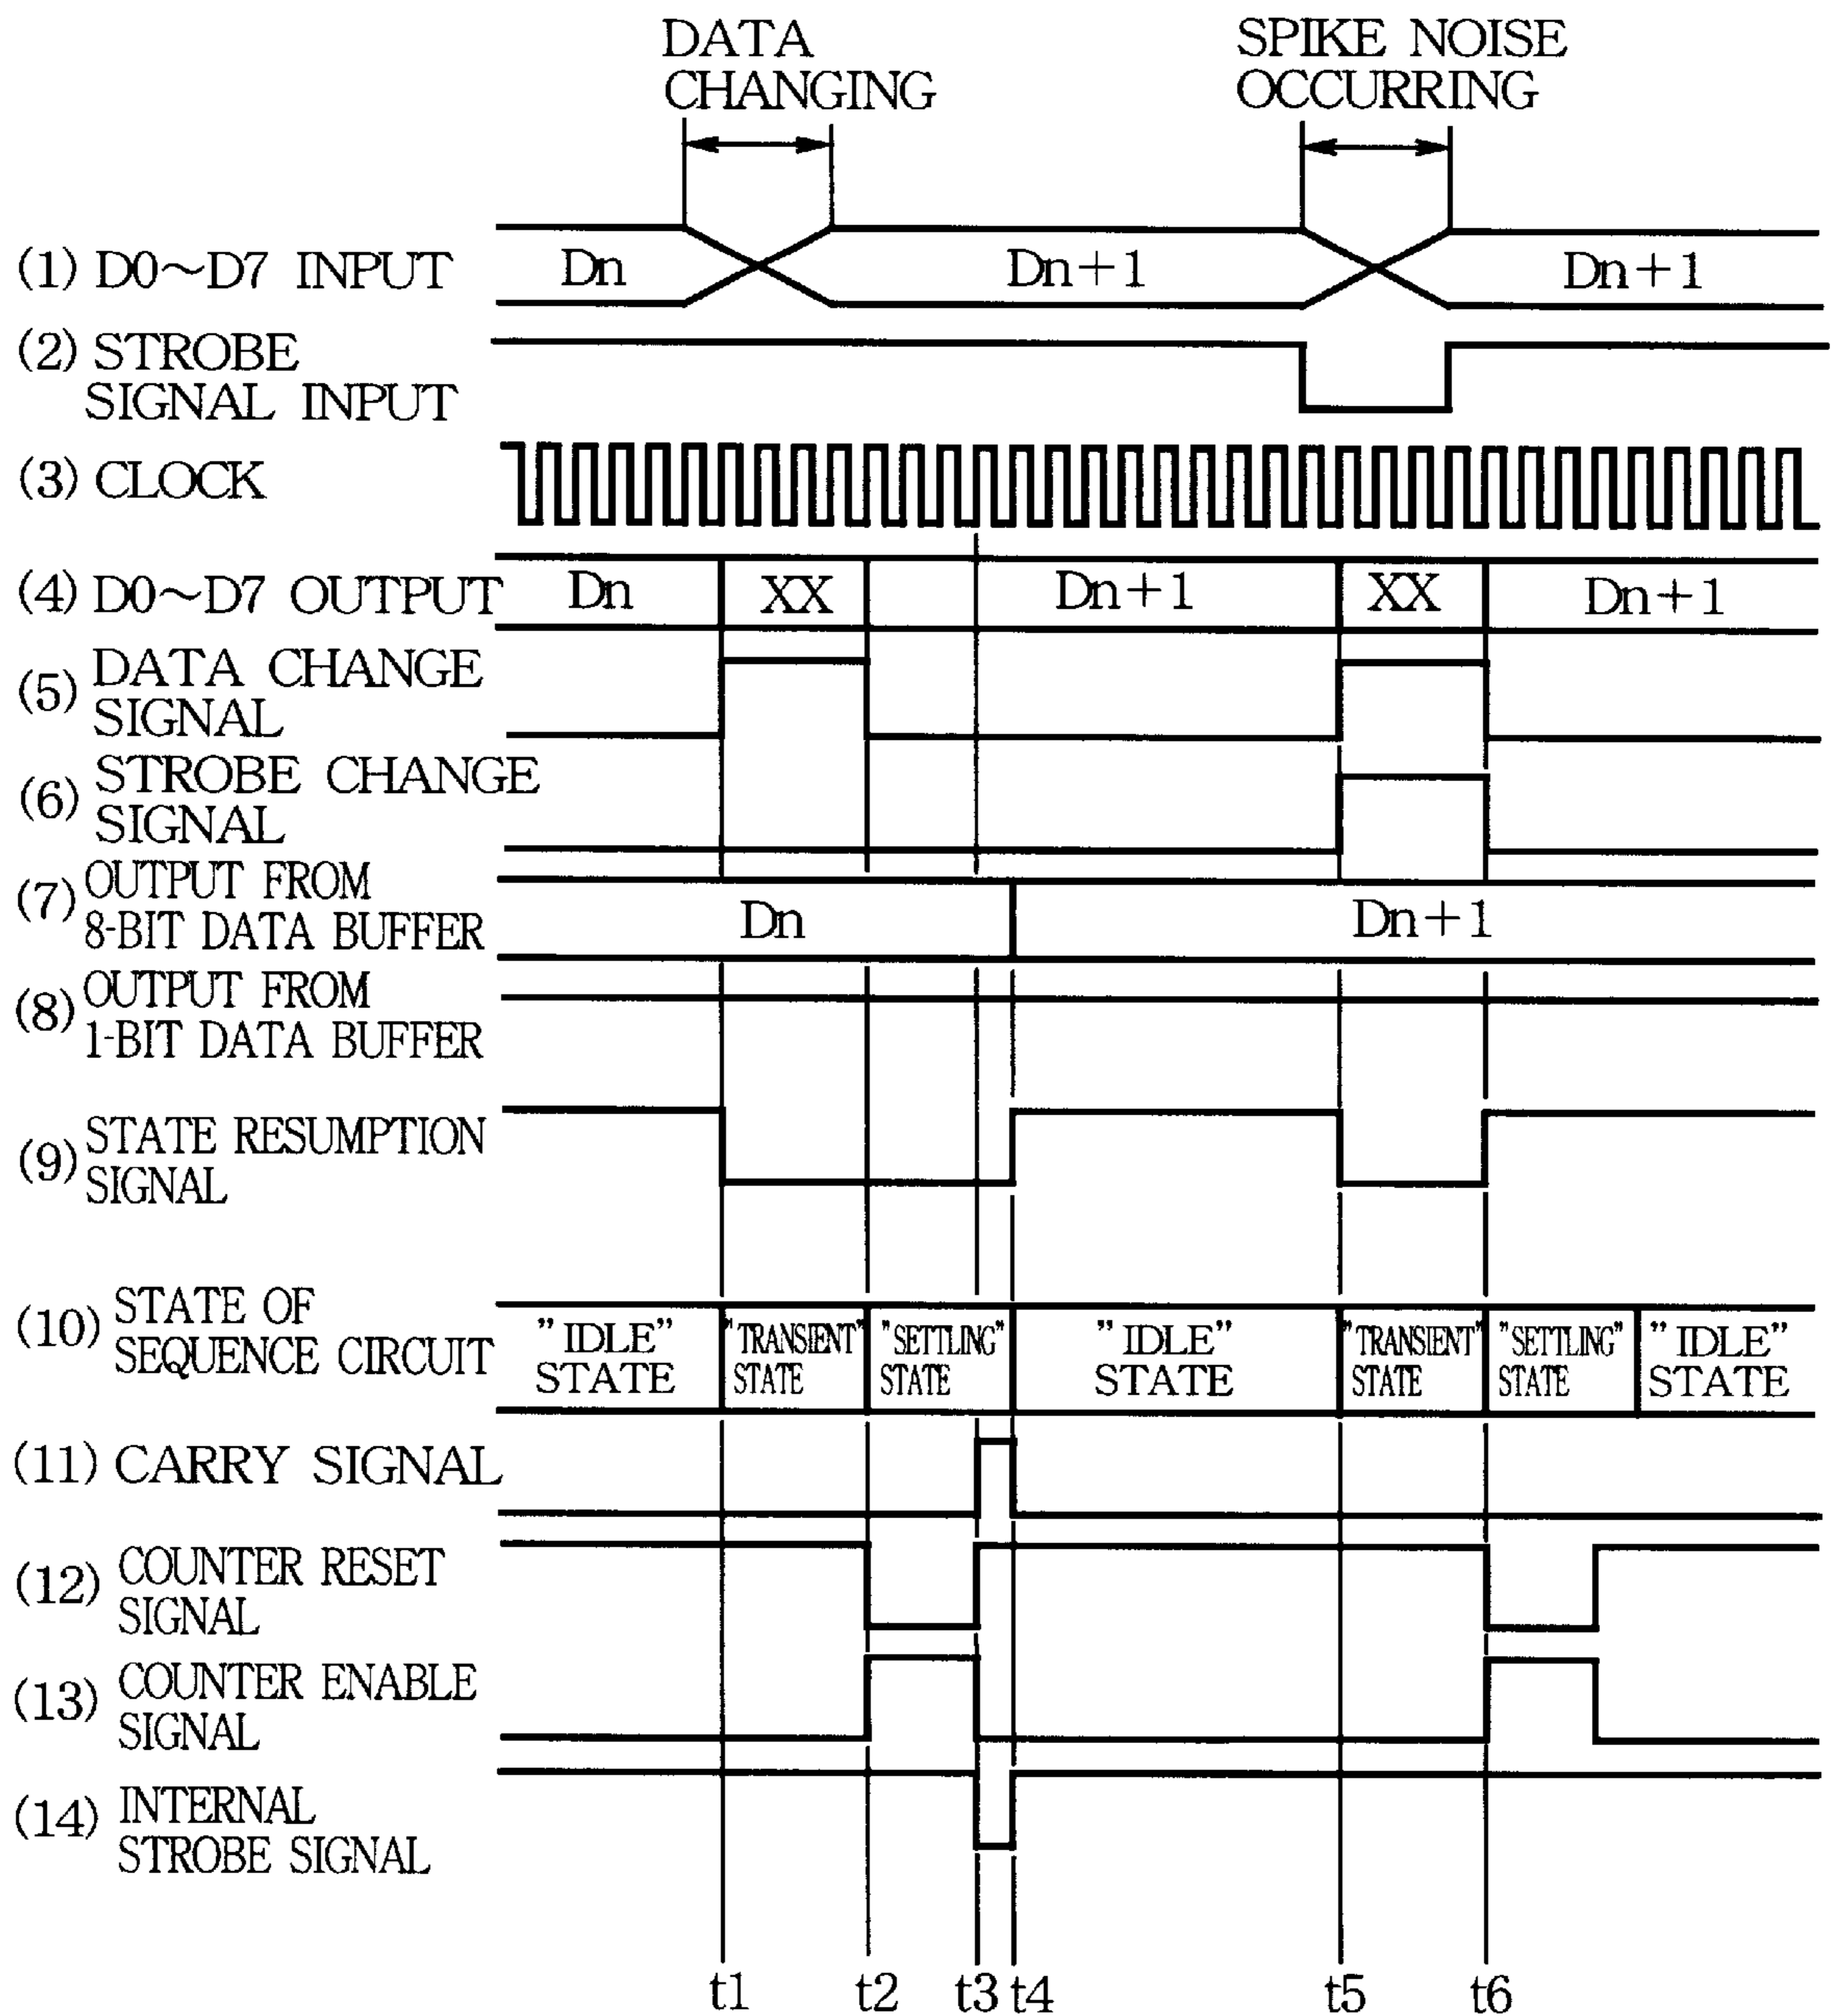 DATA
CHANGING
SPIKE NOISE
OCCURRING
(1) D0~D7 INPUT
Dn
Dn+1
Dn+1
(2) STROBE
SIGNAL INPUT
(3) CLOCK
(4) D0~D7 OUTPUT
Dn
XX
Dn+1
XX
Dn+1
(5) DATA CHANGE
SIGNAL
(6) STROBE CHANGE
SIGNAL
(7) OUTPUT FROM
8-BIT DATA BUFFER
Dn
Dn+1
(8) OUTPUT FROM
1-BIT DATA BUFFER
(9) STATE RESUMPTION
SIGNAL
(10) STATE OF
SEQUENCE CIRCUIT
"IDLE"
STATE
"TRANSIENT"
STATE
"SETTLING"
STATE
"IDLE"
STATE
"TRANSIENT"
STATE
"SETTLING"
STATE
"IDLE"
STATE
(11) CARRY SIGNAL
(12) COUNTER RESET
SIGNAL
(13) COUNTER ENABLE
SIGNAL
(14) INTERNAL
STROBE SIGNAL
t1 t2 t3 t4 t5 t6